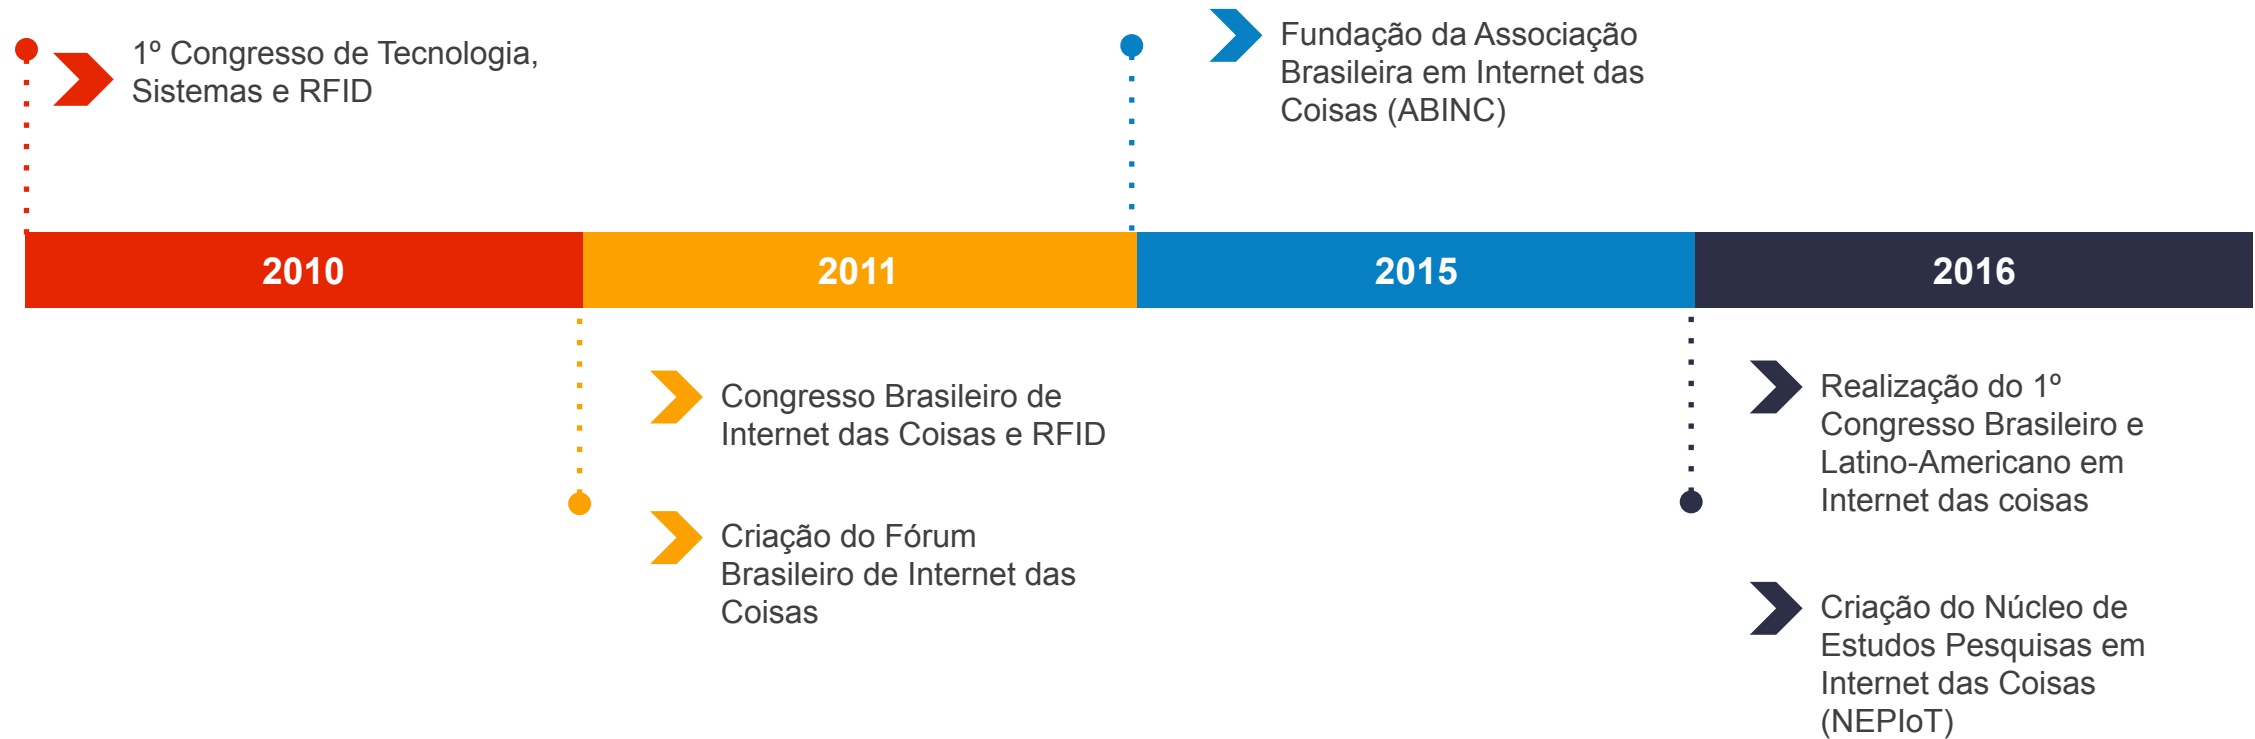 1º Congresso de Tecnologia,
Sistemas e RFID
Fundação da Associação
Brasileira em Internet das
Coisas (ABINC)
2010
2011
2015
2016
Congresso Brasileiro de
Internet das Coisas e RFID
Criação do Fórum
Brasileiro de Internet das
Coisas
Realização do 1º
Congresso Brasileiro e
Latino-Americano em
Internet das coisas
Criação do Núcleo de
Estudos Pesquisas em
Internet das Coisas
(NEPIoT)